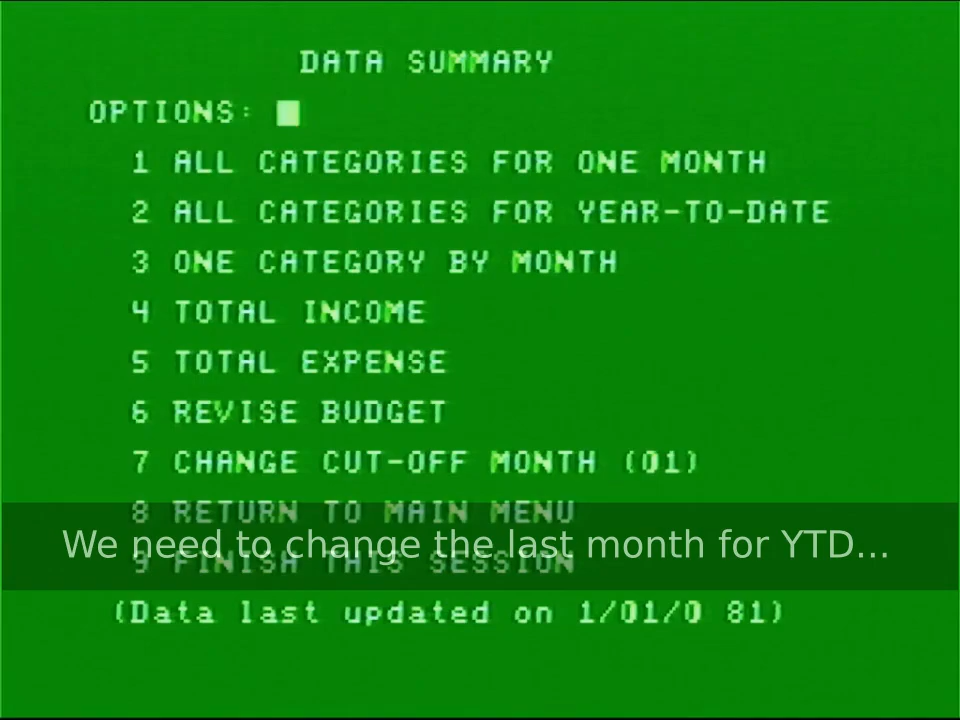 DATA SUMMARY
OPTIONS:
1 ALL CATEGORIES FOR ONE MONTH
2 ALL CATEGORIES FOR YEAR-TO-DATE
3 ONE CATEGORY BY MONTH
4 TOTAL INCOME
5 TOTAL EXPENSE
6 REVISE BUDGET
7 CHANGE CUT-OFF MONTH (01)
8 RETURN TO MAIN MENU
We need to change the last month for YTD...
9 FINISH THIS SESSION
(Data last updated on 1/01/0 81)